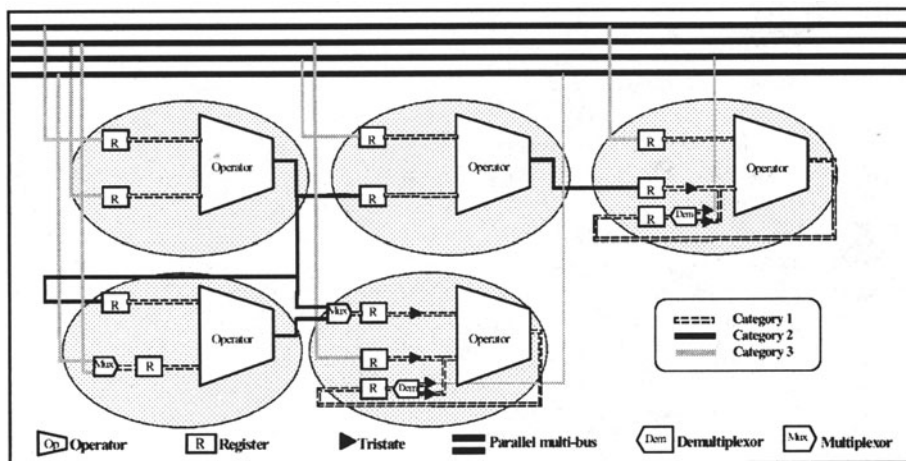 R
Operator
R
R
Operator
R
R
Operator
R
R
Dem
R
Operator
Mux
R
Mux
R
Operator
R
R
Dem
Category 1
Category 2
Category 3
Op Operator
R Register
Tristate
Parallel multi-bus
Dem Demultiplexor
Mux Multiplexor